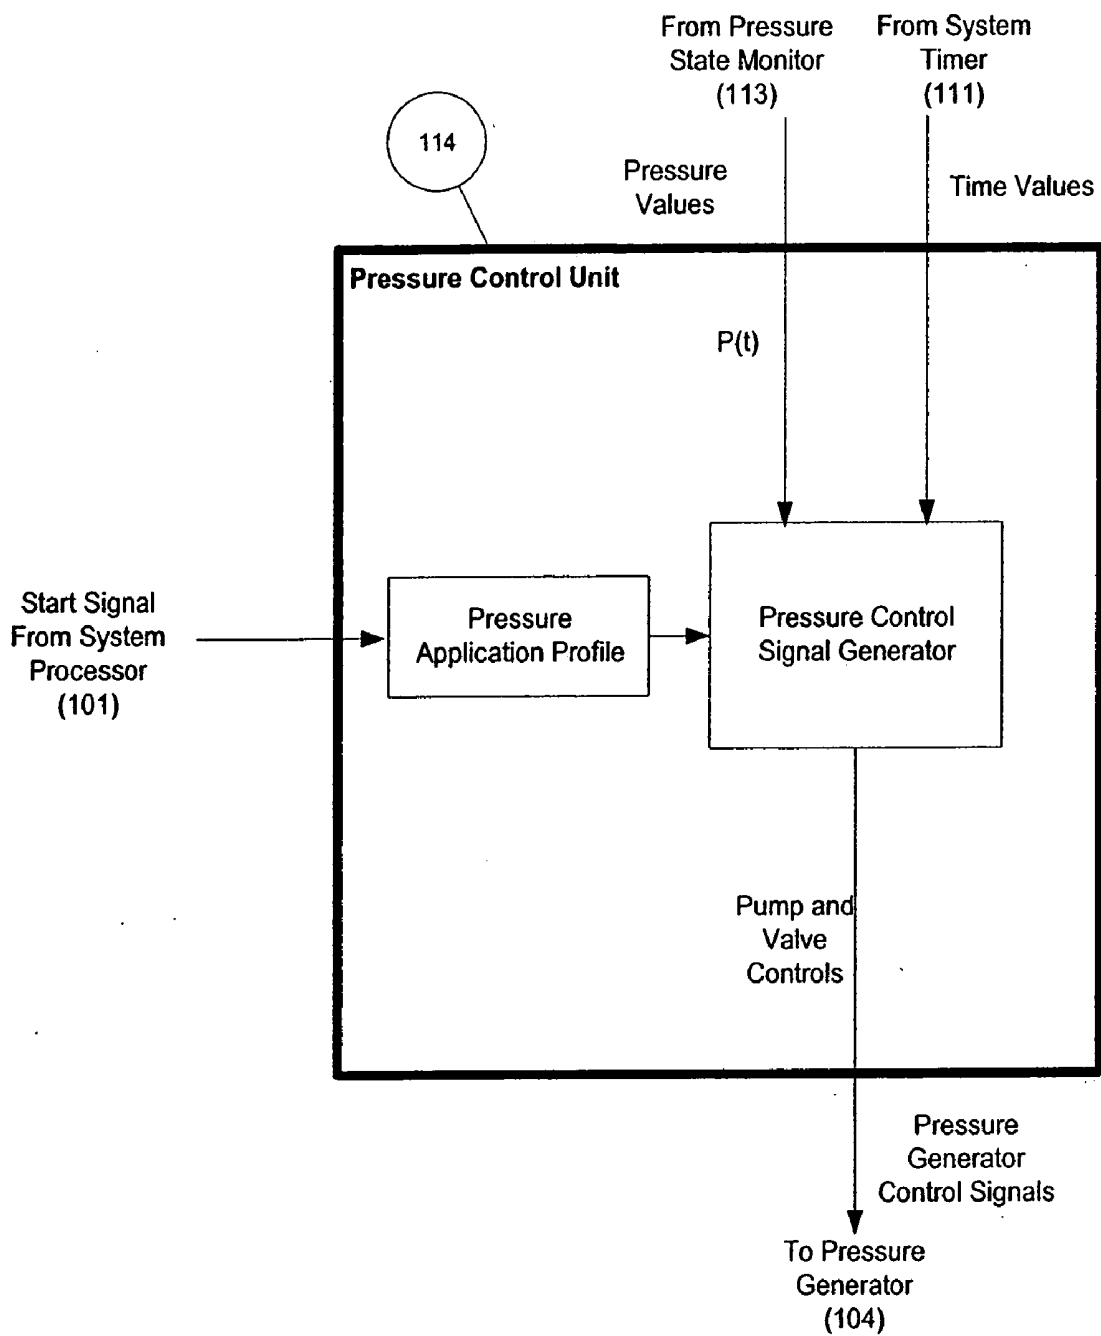 From Pressure
State Monitor
(113)
From System
Timer
(111)
114
Pressure
Values
Time Values
Pressure Control Unit
P(t)
Start Signal
From System
Processor
(101)
Pressure
Application Profile
Pressure Control
Signal Generator
Pump and
Valve
Controls
Pressure
Generator
Control Signals
To Pressure
Generator
(104)